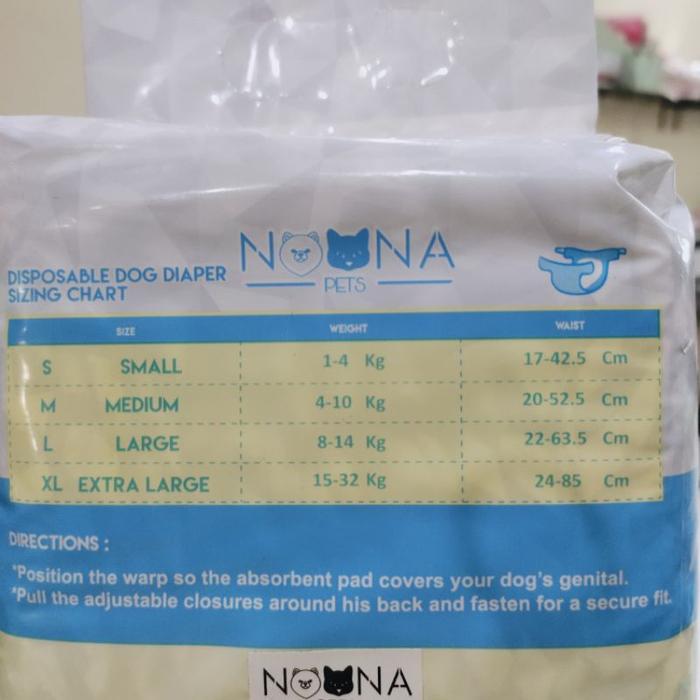 NOONA
PETS
DISPOSABLE DOG DIAPER
SIZING CHART
SIZE WEIGHT WAIST
S SMALL 1-4 Kg 17-42.5 Cm
M MEDIUM 4-10 Kg 20-52.5 Cm
L LARGE 8-14 Kg 22-63.5 Cm
XL EXTRA LARGE 15-32 Kg 24-85 Cm
DIRECTIONS :
*Position the warp so the absorbent pad covers your dog's genital.
*Pull the adjustable closures around his back and fasten for a secure fit.
NOONA